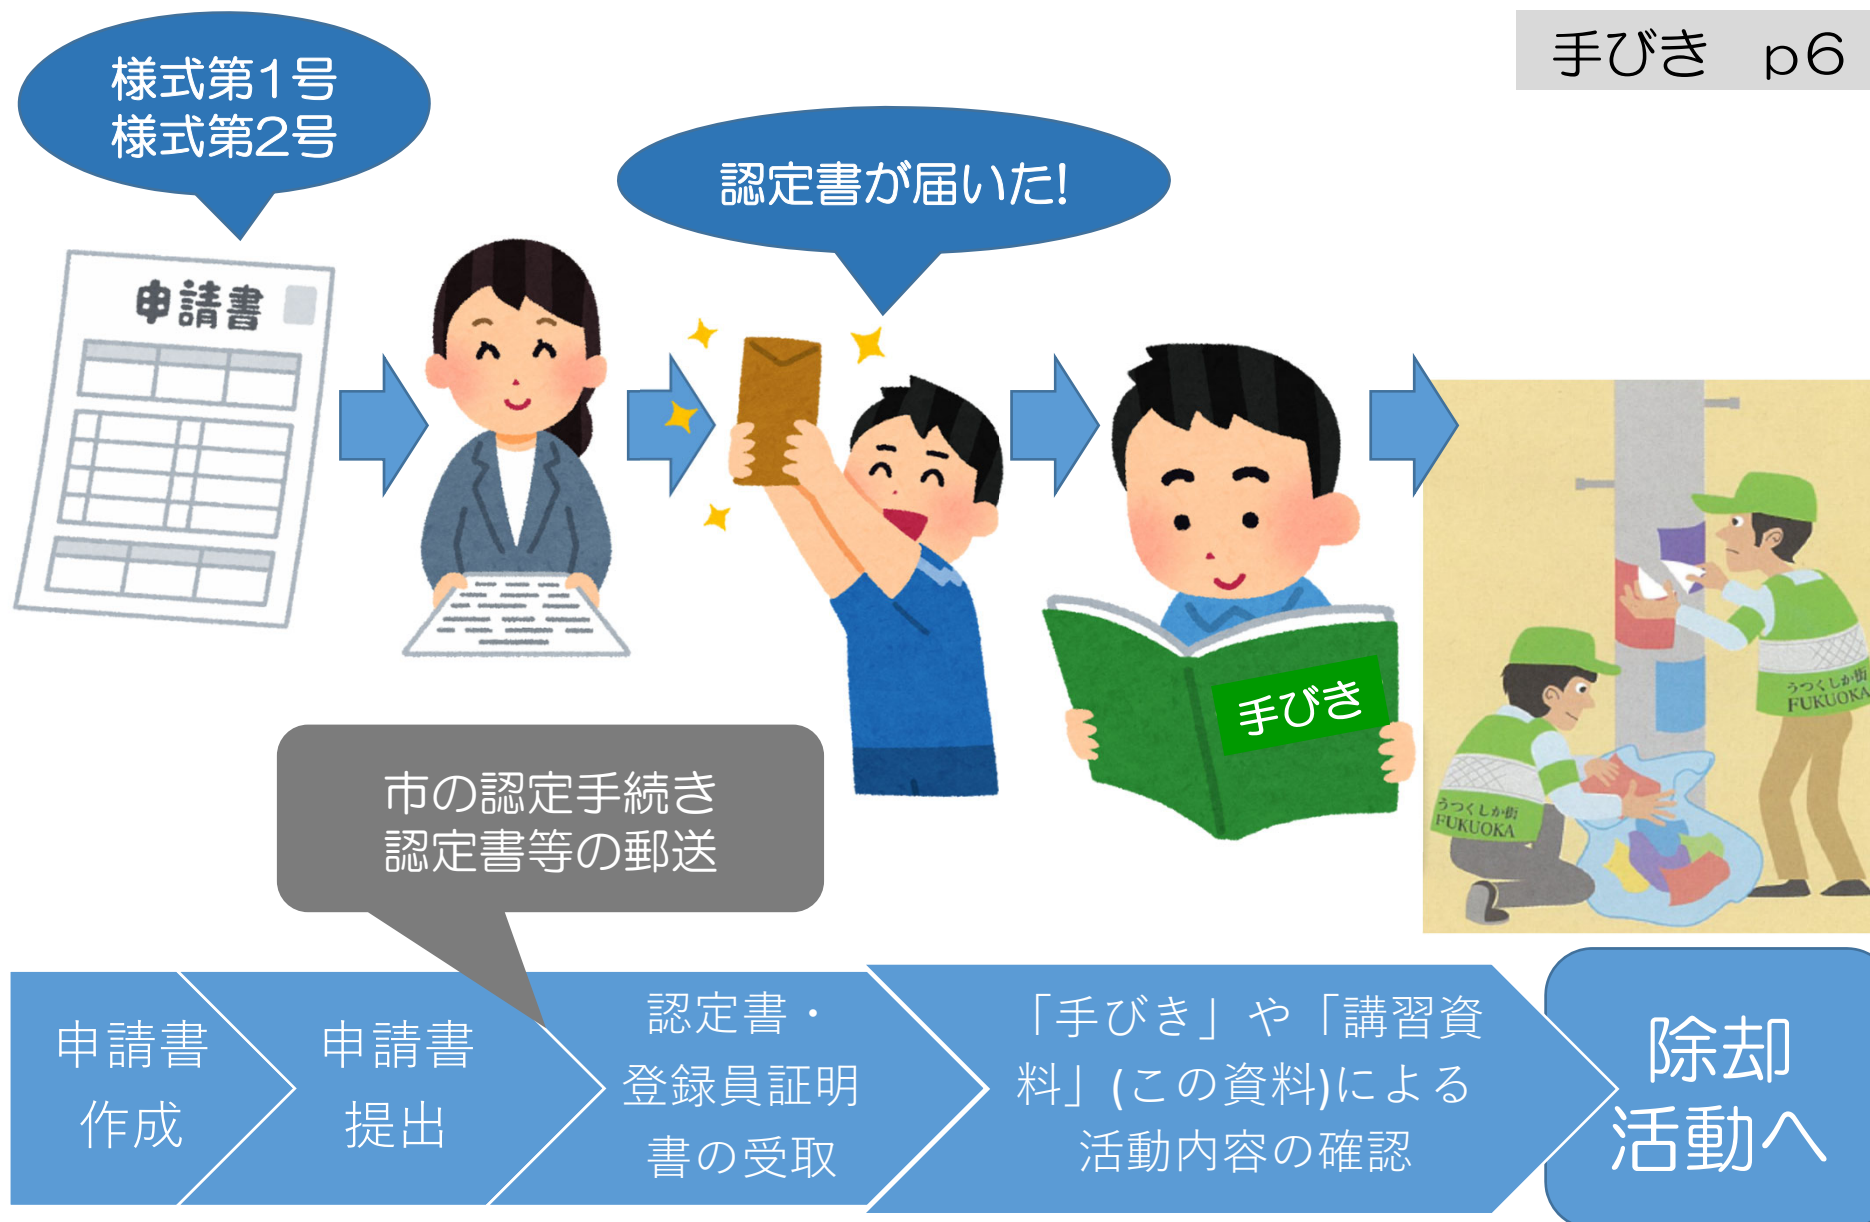 手びき　p6
様式第1号
様式第2号
認定書が届いた!
申請書
手びき
うつくしか街
FUKUOKA
うつくしか街
FUKUOKA
市の認定手続き
認定書等の郵送
申請書
作成
申請書
提出
認定書・
登録員証明
書の受取
「手びき」や「講習資
料」(この資料)による
活動内容の確認
除却
活動へ